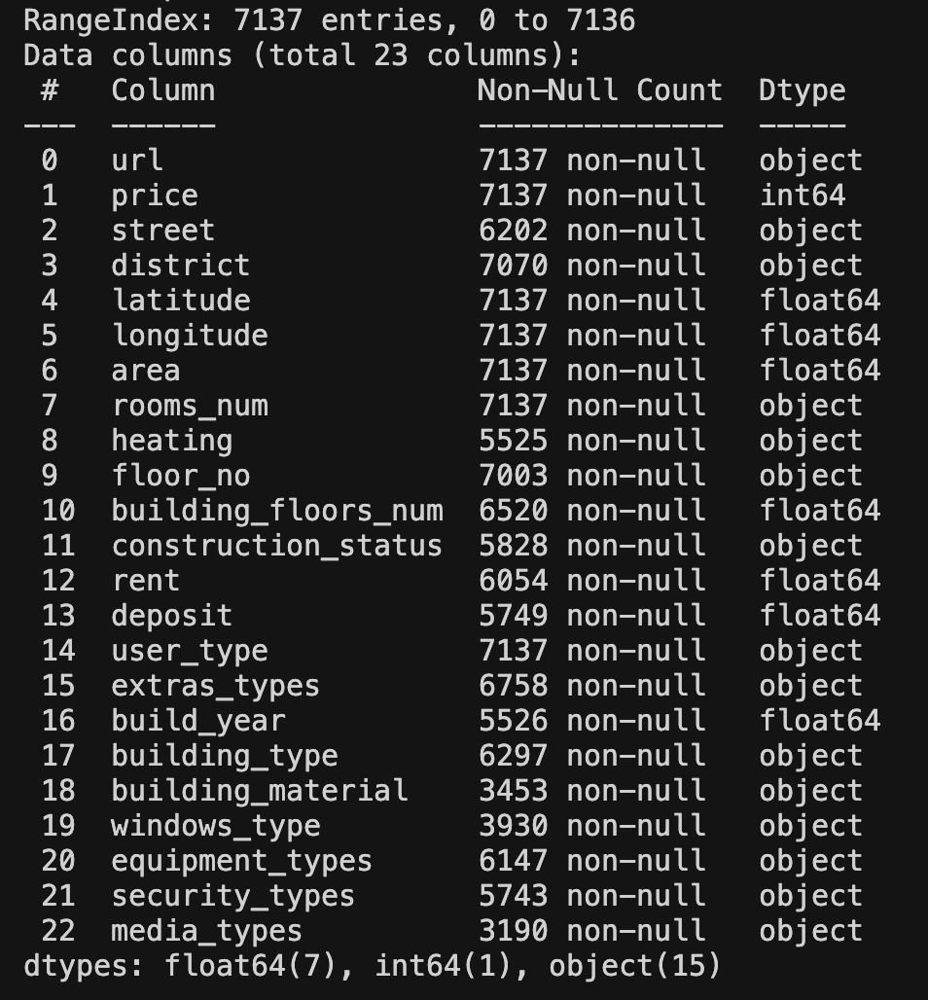 RangeIndex: 7137 entries, 0 to 7136
Data columns (total 23 columns):
 #   Column               Non-Null Count  Dtype
---  ------               --------------  -----
 0   url                  7137 non-null   object
 1   price                7137 non-null   int64
 2   street               6202 non-null   object
 3   district             7070 non-null   object
 4   latitude             7137 non-null   float64
 5   longitude            7137 non-null   float64
 6   area                 7137 non-null   float64
 7   rooms_num            7137 non-null   object
 8   heating              5525 non-null   object
 9   floor_no             7003 non-null   object
 10  building_floors_num  6520 non-null   float64
 11  construction_status  5828 non-null   object
 12  rent                 6054 non-null   float64
 13  deposit              5749 non-null   float64
 14  user_type            7137 non-null   object
 15  extras_types         6758 non-null   object
 16  build_year           5526 non-null   float64
 17  building_type        6297 non-null   object
 18  building_material    3453 non-null   object
 19  windows_type         3930 non-null   object
 20  equipment_types      6147 non-null   object
 21  security_types       5743 non-null   object
 22  media_types          3190 non-null   object
dtypes: float64(7), int64(1), object(15)